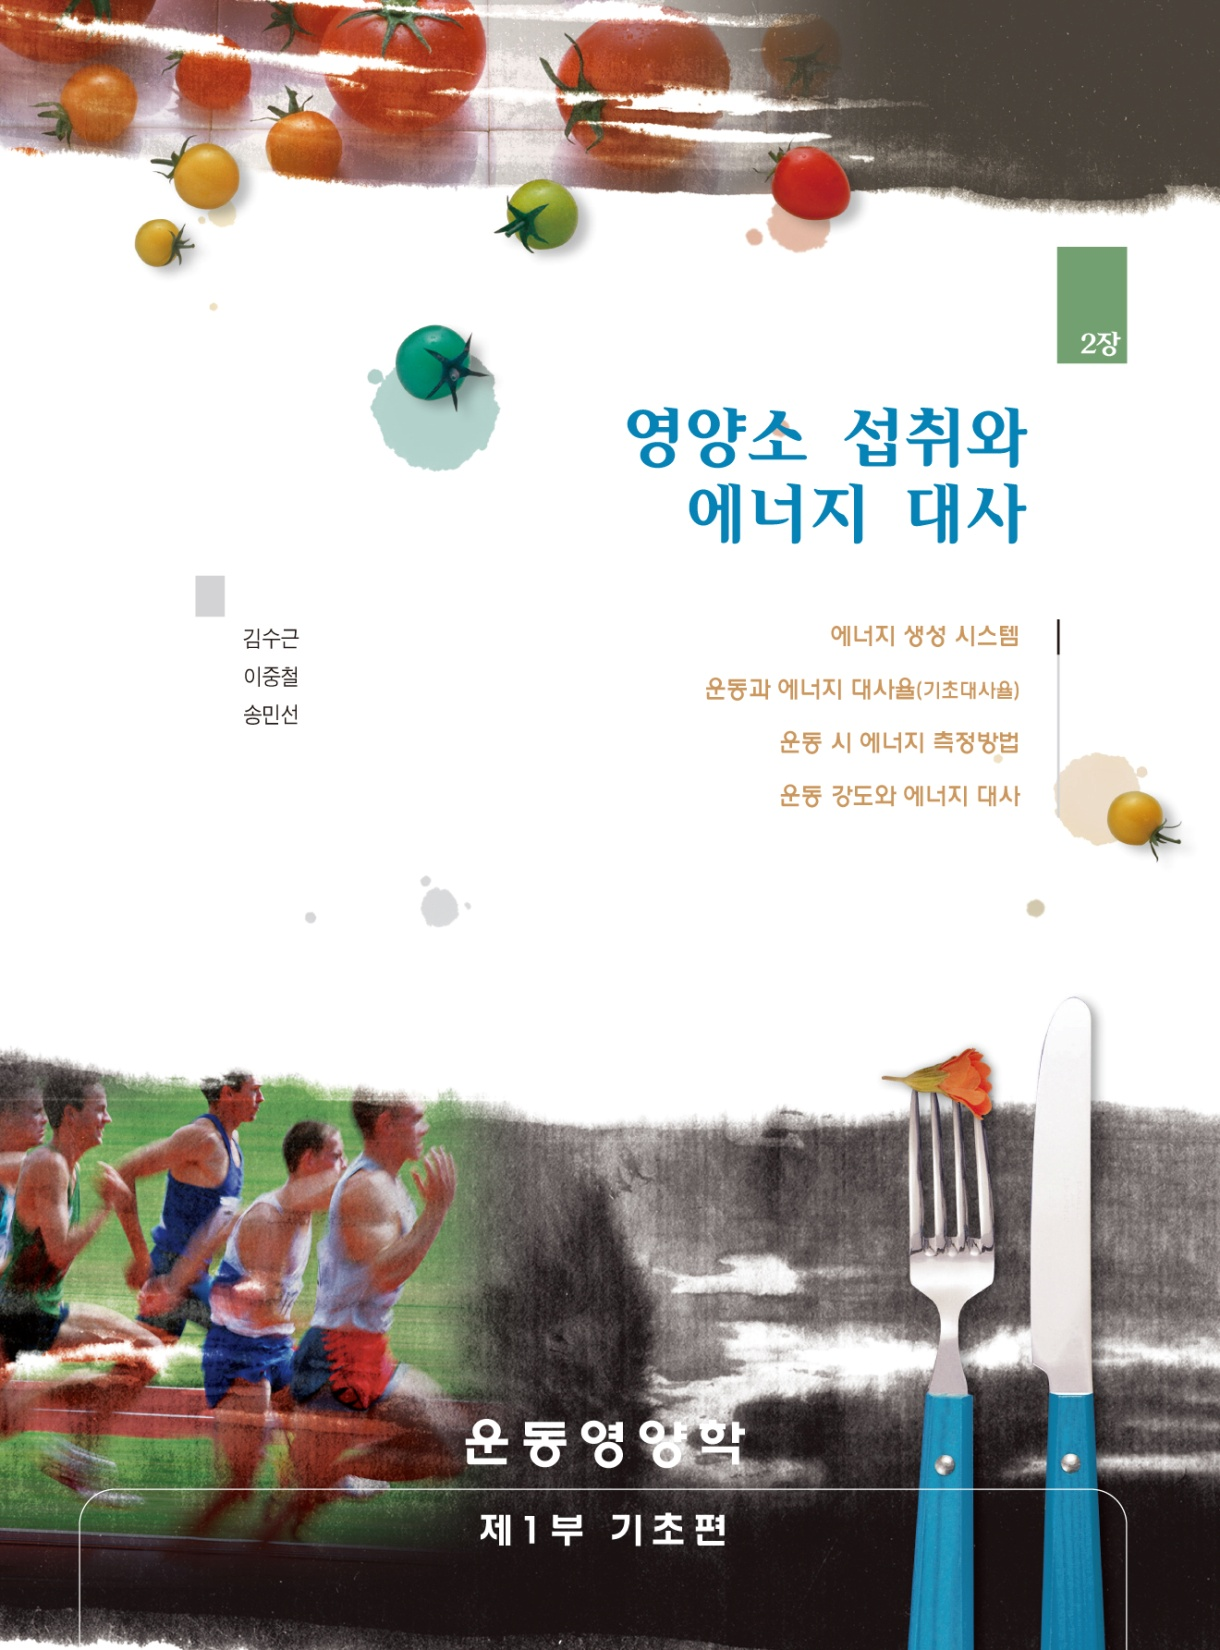 2장
영양소 섭취와
에너지 대사
김수근
이중철
송민선
에너지 생성 시스템
운동과 에너지 대사율(기초대사율)
운동 시 에너지 측정방법
운동 강도와 에너지 대사
운동영양학
제1부 기초편